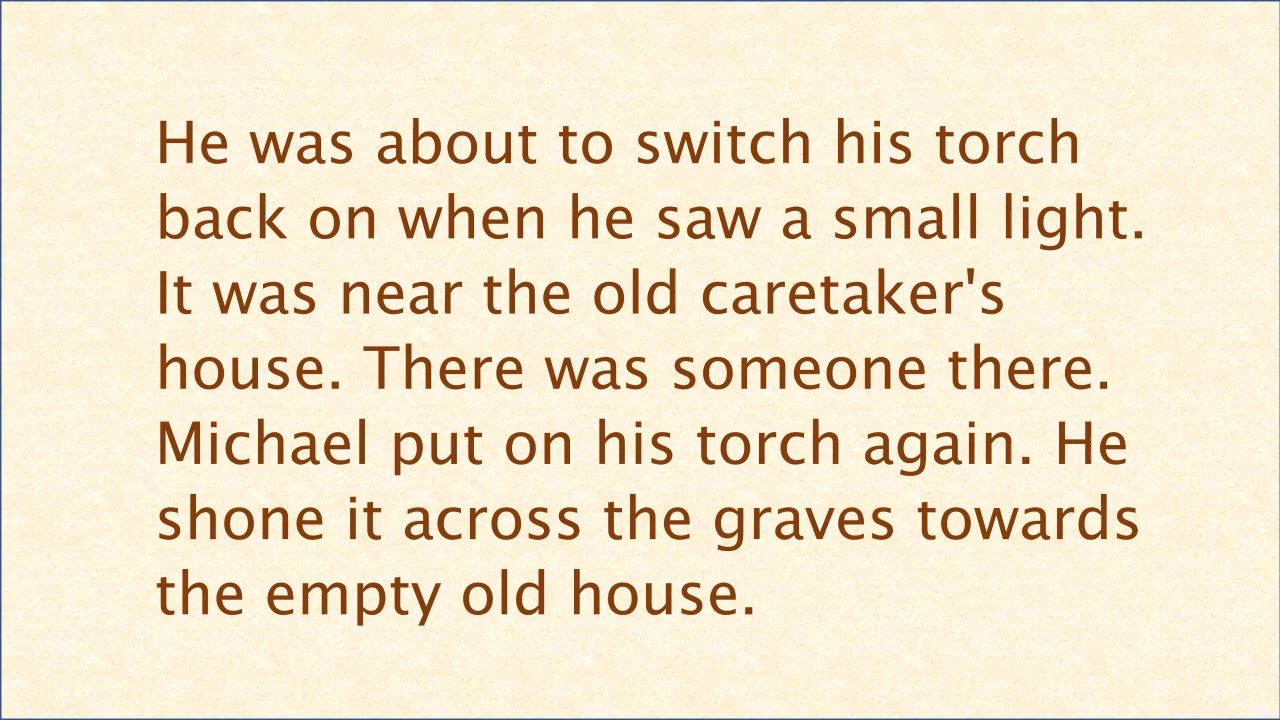 He was about to switch his torch
back on when he saw a small light.
It was near the old caretaker's
house. There was someone there.
Michael put on his torch again. He
shone it across the graves towards
the empty old house.